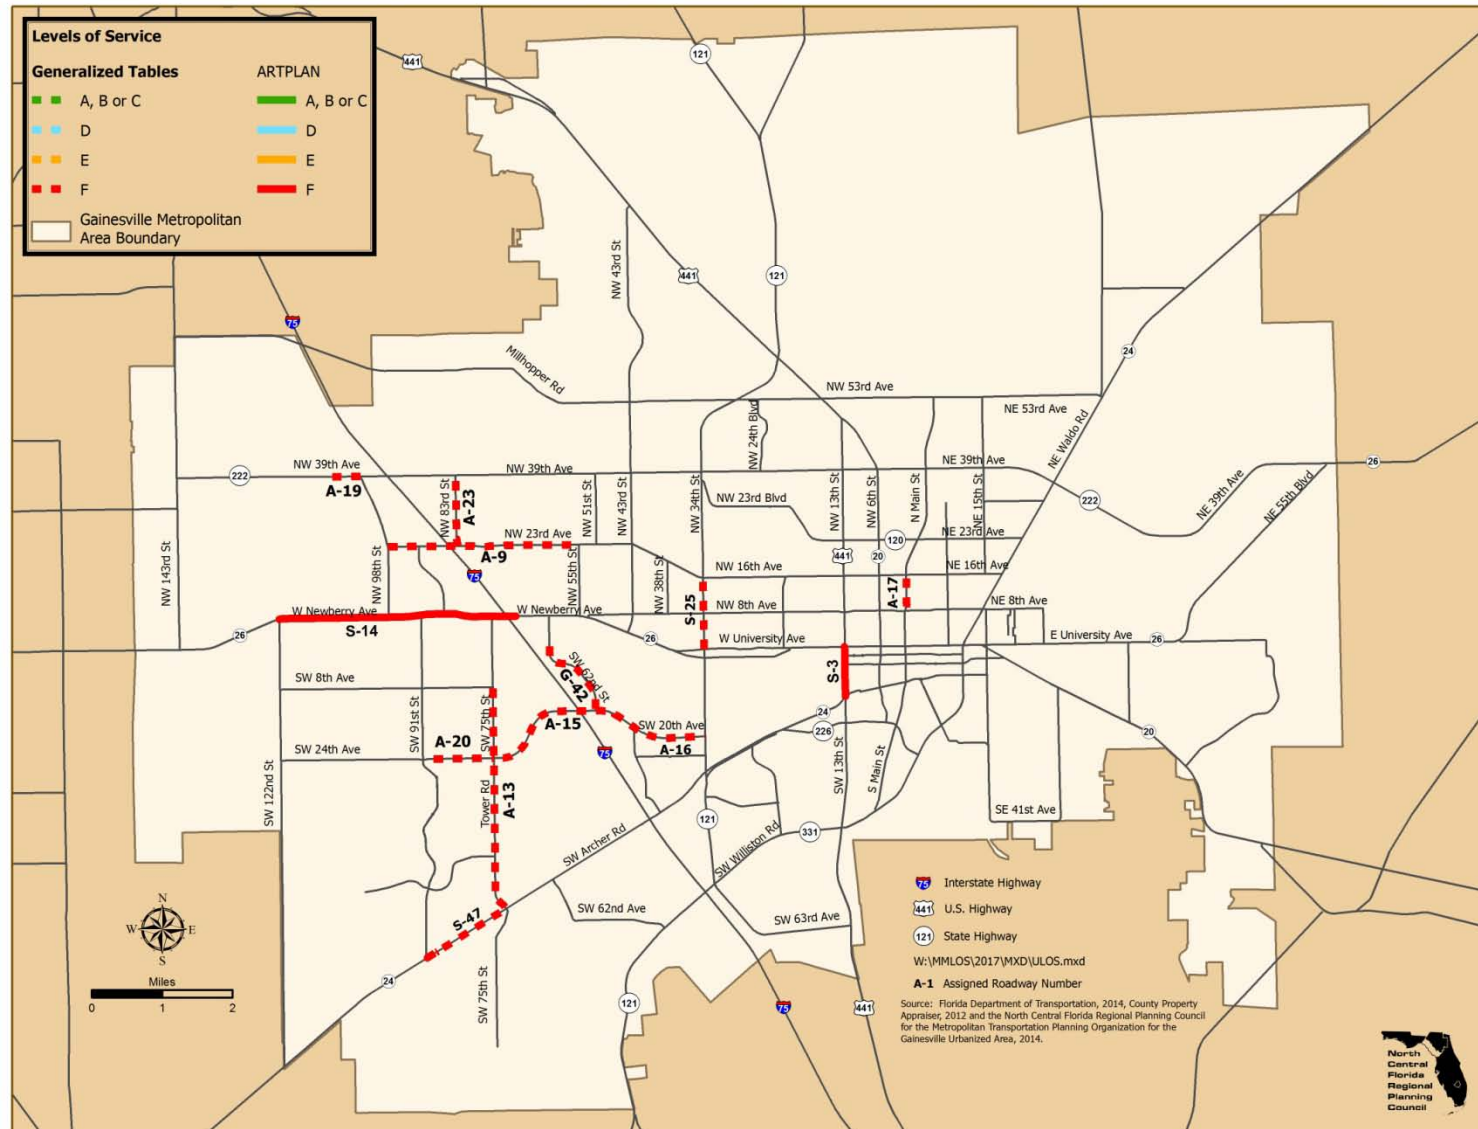 Levels of Service
Generalized Tables
ARTPLAN
A, B or C
A, B or C
D
D
E
E
F
F
Gainesville Metropolitan
Area Boundary
441
121
75
NW 43rd St
441
121
24
Millhopper Rd
NW 53rd Ave
NE 53rd Ave
NW 24th Blvd
NE Waldo Rd
222
NW 39th Ave
A-19
NW 83rd St
A-23
NW 39th Ave
NW 51st St
NW 43rd St
NW 34th St
NW 23rd Blvd
NW 13th St
NW 6th St
N Main St
NE 39th Ave
NE 15th St
222
NE 39th Ave
NE 55th Blvd
26
NW 143rd St
NW 98th St
NW 23rd Ave
A-9
75
NW 55th St
NW 38th St
NW 16th Ave
441
20
120
NE 23rd Ave
NE 16th Ave
A-17
S-25
NW 8th Ave
NE 8th Ave
W Newberry Ave
S-14
W Newberry Ave
26
26
W University Ave
E University Ave
26
SW 8th Ave
SW 91st St
SW 75th St
SW 62nd St
G-42
A-15
SW 20th Ave
A-16
S-3
24
226
20
SW 24th Ave
A-20
75
SW 122nd St
Tower Rd
A-13
SW 13th St
S Main St
SW Archer Rd
121
SW Williston Rd
331
SE 41st Ave
S-47
SW 62nd Ave
SW 63rd Ave
24
SW 75th St
121
75
441
N
W
E
S
Miles
0
1
2
75
Interstate Highway
441
U.S. Highway
121
State Highway
W:\MMLOS\2017\MXD\ULOS.mxd
A-1 Assigned Roadway Number
Source: Florida Department of Transportation, 2014, County Property
Appraiser, 2012 and the North Central Florida Regional Planning Council
for the Metropolitan Transportation Planning Organization for the
Gainesville Urbanized Area, 2014.
North
Central
Florida
Regional
Planning
Council